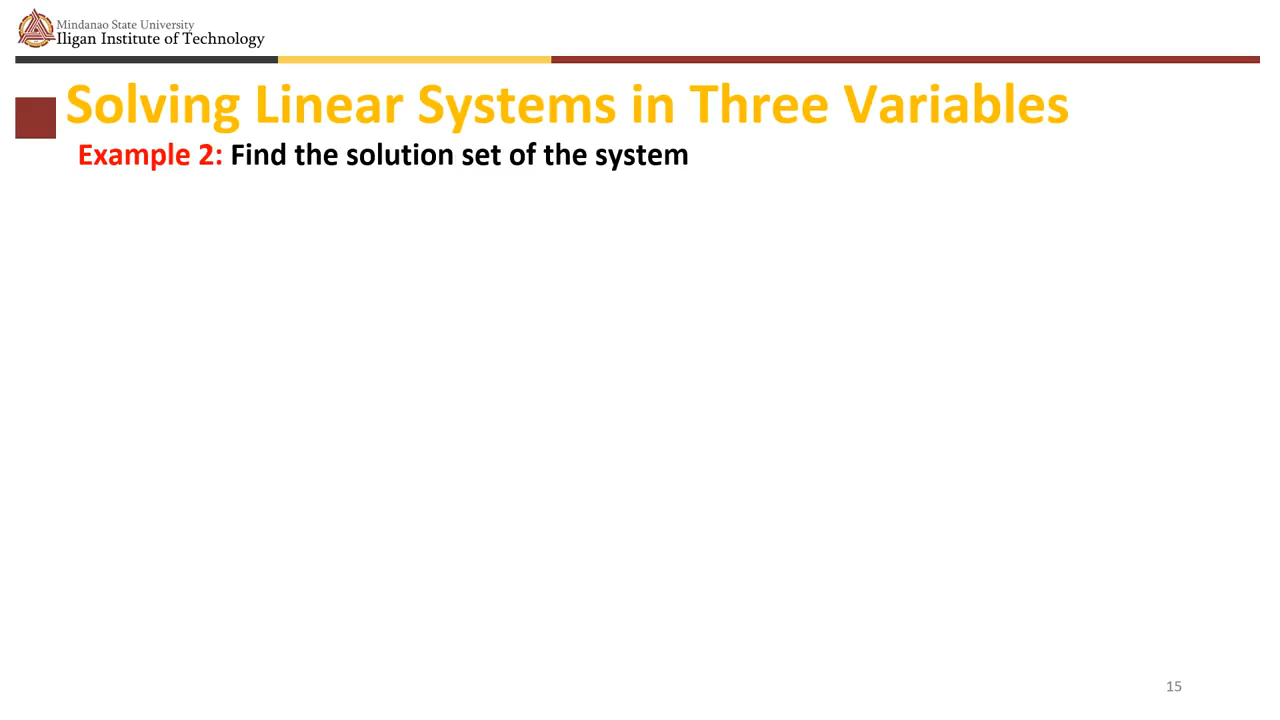 Mindanao State University
Iligan Institute of Technology
Solving Linear Systems in Three Variables
Example 2: Find the solution set of the system
15